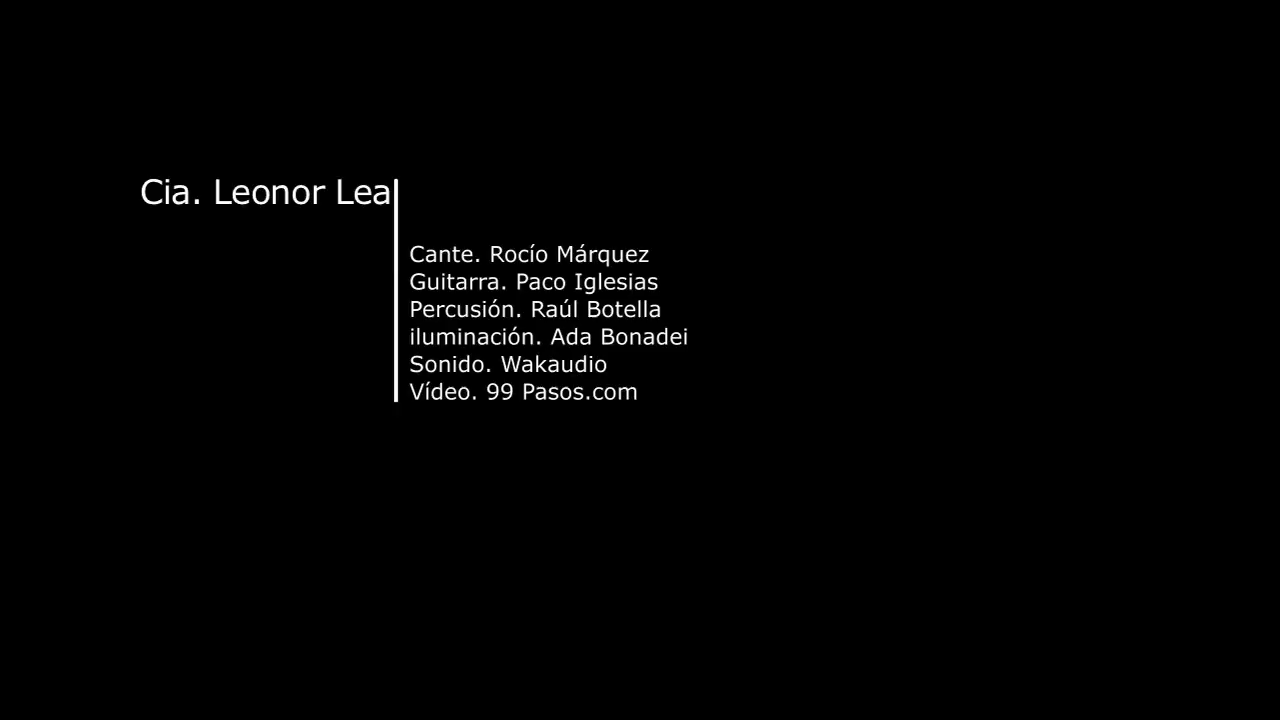 Cia. Leonor Leal
Cante. Rocío Márquez
Guitarra. Paco Iglesias
Percusión. Raúl Botella
iluminación. Ada Bonadei
Sonido. Wakaudio
Vídeo. 99 Pasos.com